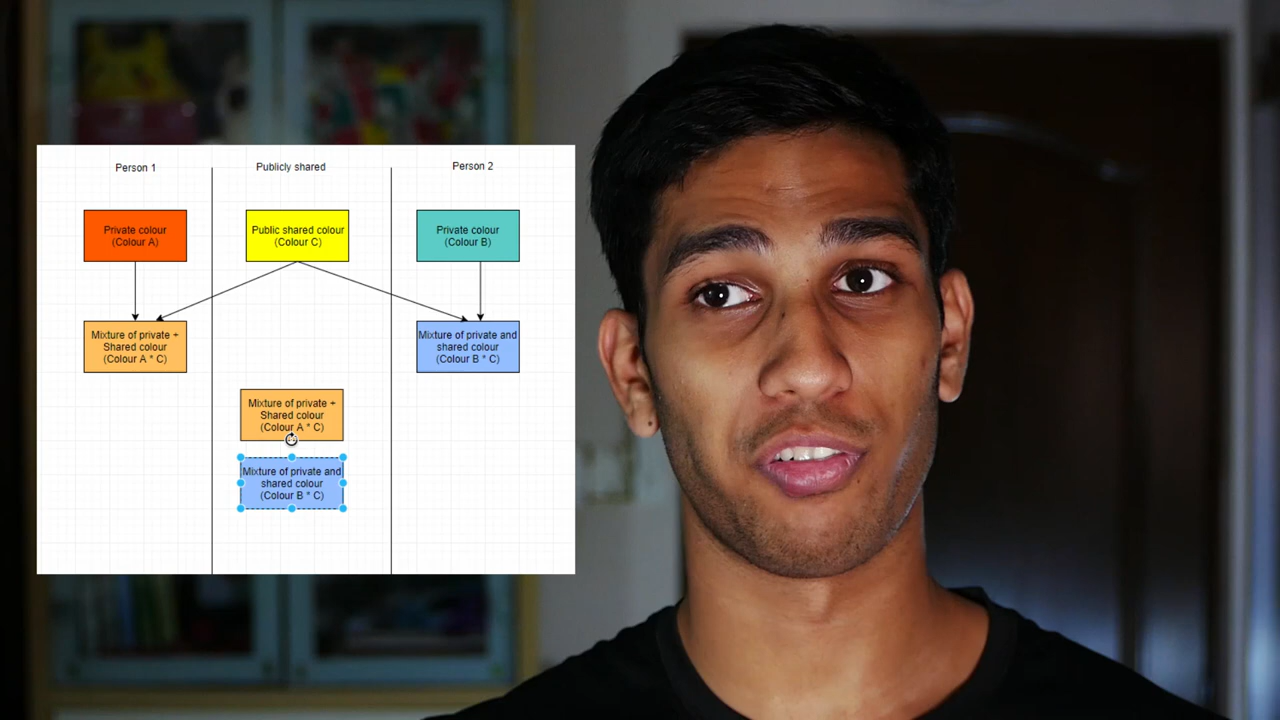 Person 1
Publicly shared
Person 2
Private colour
(Colour A)
Public shared colour
(Colour C)
Private colour
(Colour B)
Mixture of private +
Shared colour
(Colour A * C)
Mixture of private and
shared colour
(Colour B * C)
Mixture of private +
Shared colour
(Colour A * C)
Mixture of private and
shared colour
(Colour B * C)